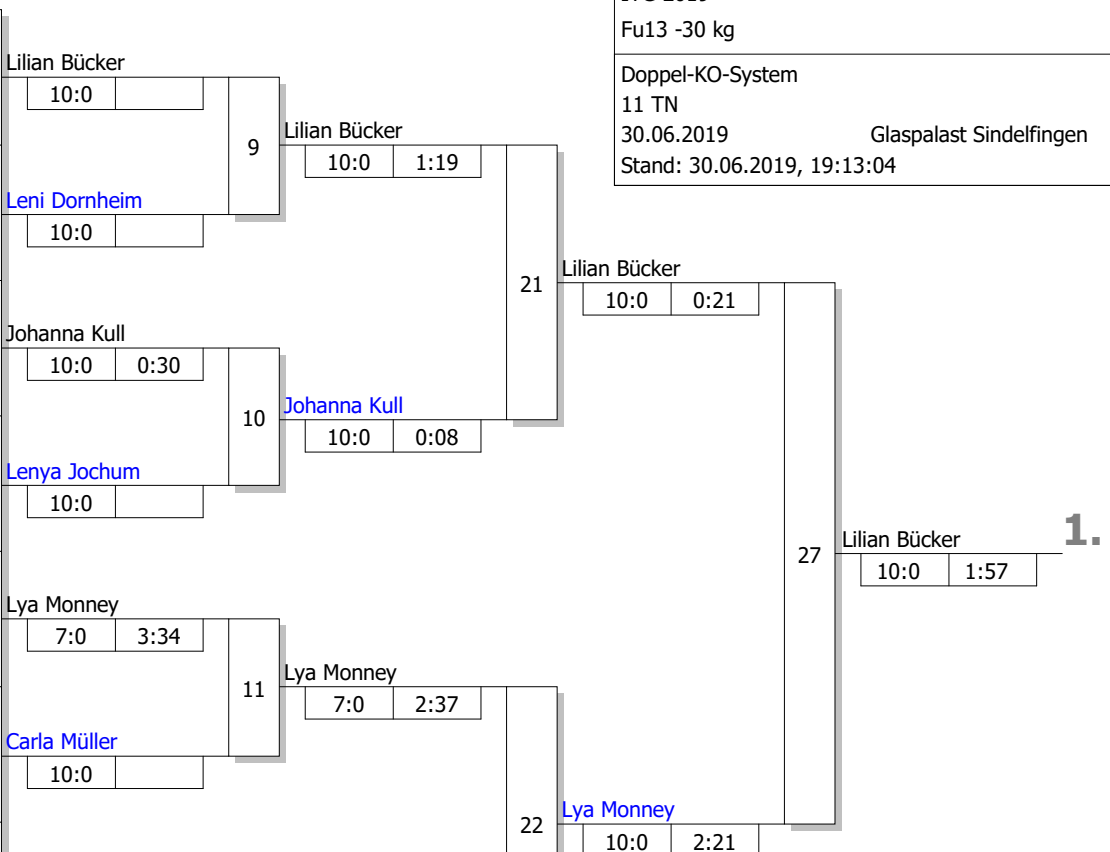 Fu13 -30 kg
Doppel-KO-System
11 TN
30.06.2019 Glaspalast Sindelfingen
Stand: 30.06.2019, 19:13:04
Lilian Bücker
10:0
9
Leni Dornheim
10:0
Lilian Bücker
10:0 1:19
21
Johanna Kull
10:0 0:30
10
Lenya Jochum
10:0
Johanna Kull
10:0 0:08
Lilian Bücker
10:0 0:21
27
Lilian Bücker
10:0 1:57
1.
Lya Monney
7:0 3:34
11
Carla Müller
10:0
Lya Monney
7:0 2:37
22
Lya Monney
10:0 2:21